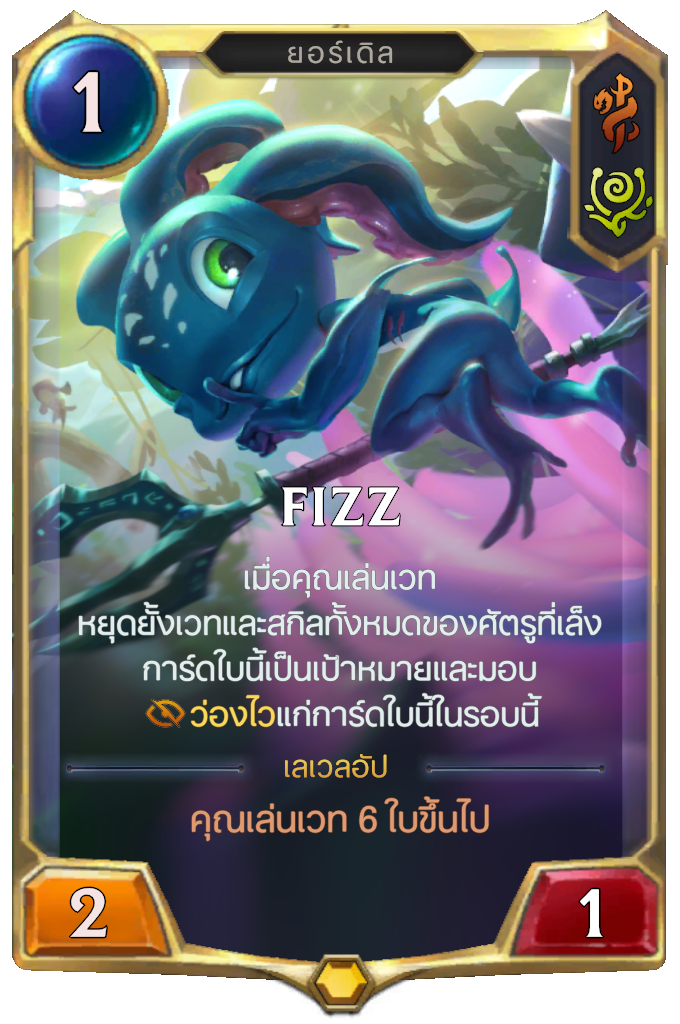 ยอร์เดิล
1
FIZZ
เมื่อคุณเล่นเวท
หยุดยั้งเวทและสกิลทั้งหมดของศัตรูที่เล็ง
การ์ดใบนี้เป็นเป้าหมายและมอบ
ว่องไวแก่การ์ดใบนี้ในรอบนี้
เลเวลอัป
คุณเล่นเวท 6 ใบขึ้นไป
2
1